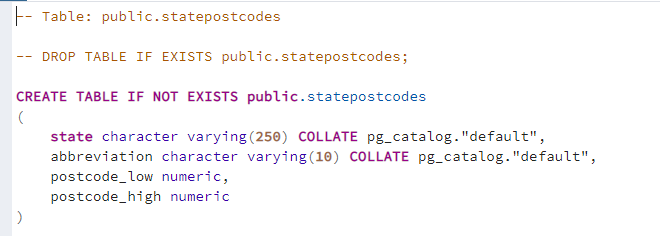 -- Table: public.statepostcodes
-- DROP TABLE IF EXISTS public.statepostcodes;
CREATE TABLE IF NOT EXISTS public.statepostcodes
(
    state character varying(250) COLLATE pg_catalog."default",
    abbreviation character varying(10) COLLATE pg_catalog."default",
    postcode_low numeric,
    postcode_high numeric
)